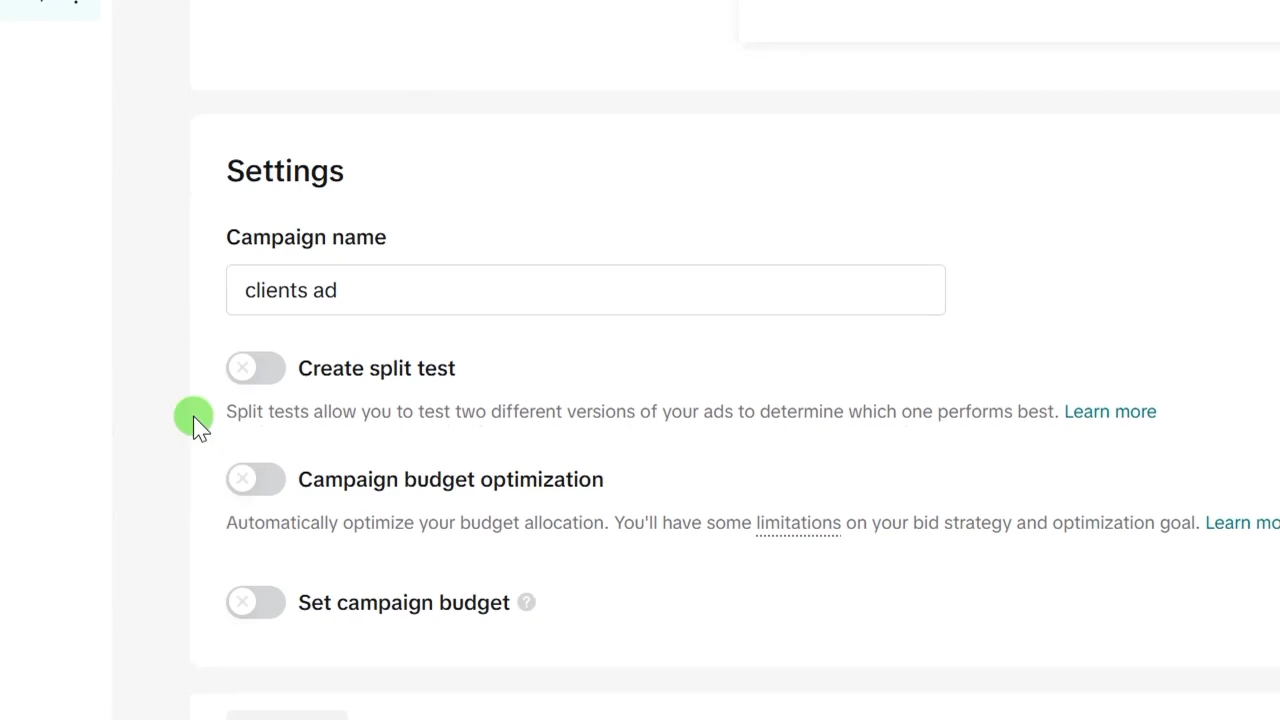 Settings
Campaign name
clients ad
Create split test
Split tests allow you to test two different versions of your ads to determine which one performs best. Learn more
Campaign budget optimization
Automatically optimize your budget allocation. You'll have some limitations on your bid strategy and optimization goal. Learn mo
Set campaign budget